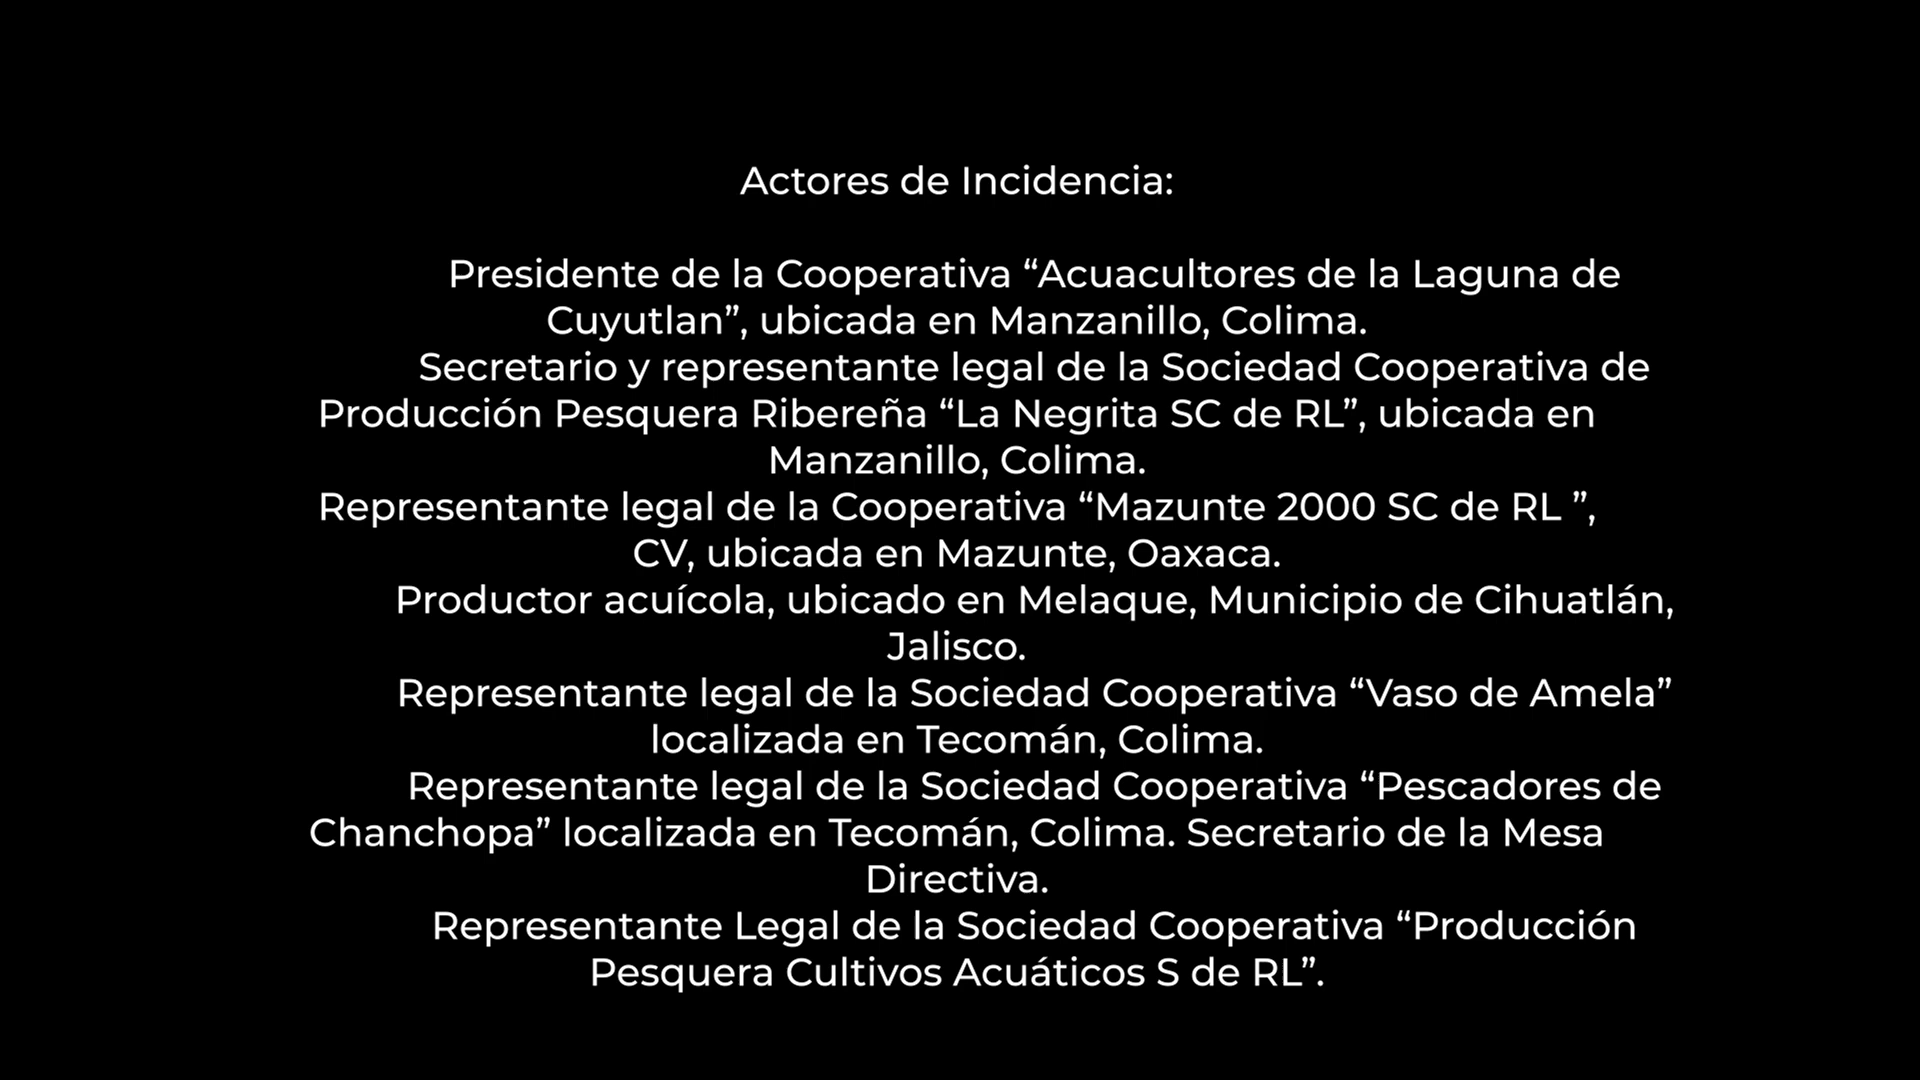 Actores de Incidencia:
Presidente de la Cooperativa “Acuacultores de la Laguna de
Cuyutlan”, ubicada en Manzanillo, Colima.
Secretario y representante legal de la Sociedad Cooperativa de
Producción Pesquera Ribereña “La Negrita SC de RL”, ubicada en
Manzanillo, Colima.
Representante legal de la Cooperativa “Mazunte 2000 SC de RL ”,
CV, ubicada en Mazunte, Oaxaca.
Productor acuícola, ubicado en Melaque, Municipio de Cihuatlán,
Jalisco.
Representante legal de la Sociedad Cooperativa “Vaso de Amela”
localizada en Tecomán, Colima.
Representante legal de la Sociedad Cooperativa “Pescadores de
Chanchopa” localizada en Tecomán, Colima. Secretario de la Mesa
Directiva.
Representante Legal de la Sociedad Cooperativa “Producción
Pesquera Cultivos Acuáticos S de RL”.